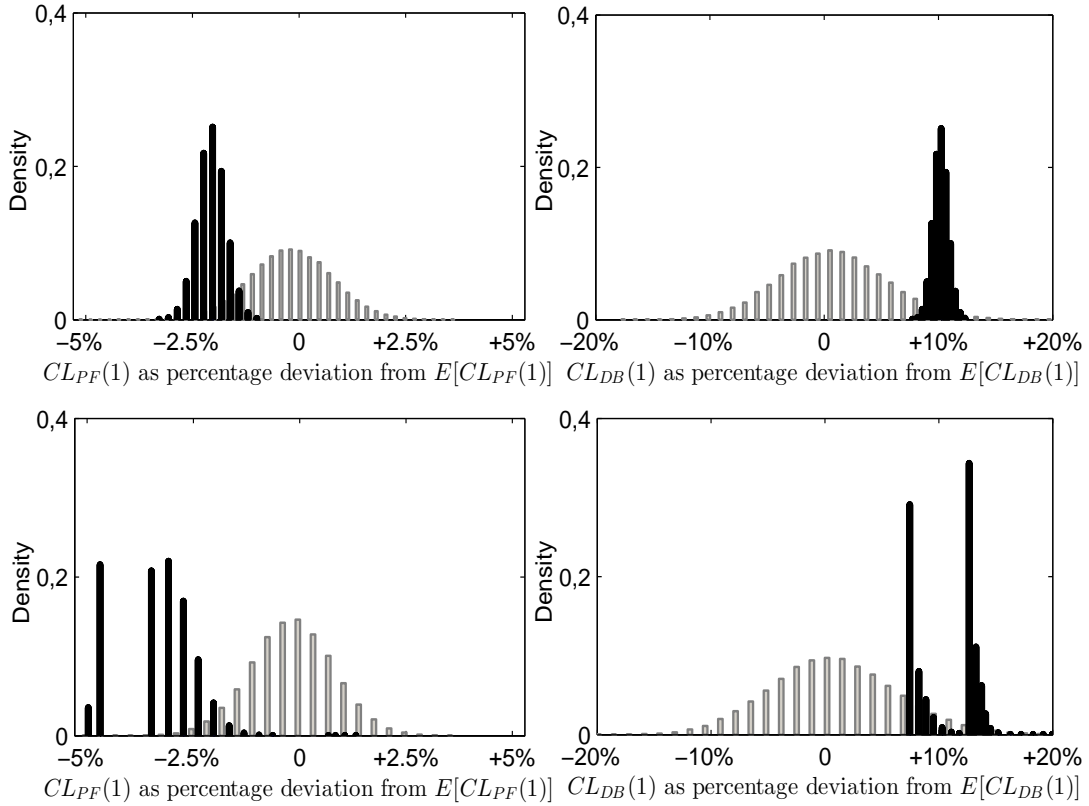 0,4
0,2
0
Density
−5% −2.5% 0 +2.5% +5%
CL_PF(1) as percentage deviation from E[CL_PF(1)]
0,4
0,2
0
Density
−20% −10% 0 +10% +20%
CL_DB(1) as percentage deviation from E[CL_DB(1)]
0,4
0,2
0
Density
−5% −2.5% 0 +2.5% +5%
CL_PF(1) as percentage deviation from E[CL_PF(1)]
0,4
0,2
0
Density
−20% −10% 0 +10% +20%
CL_DB(1) as percentage deviation from E[CL_DB(1)]